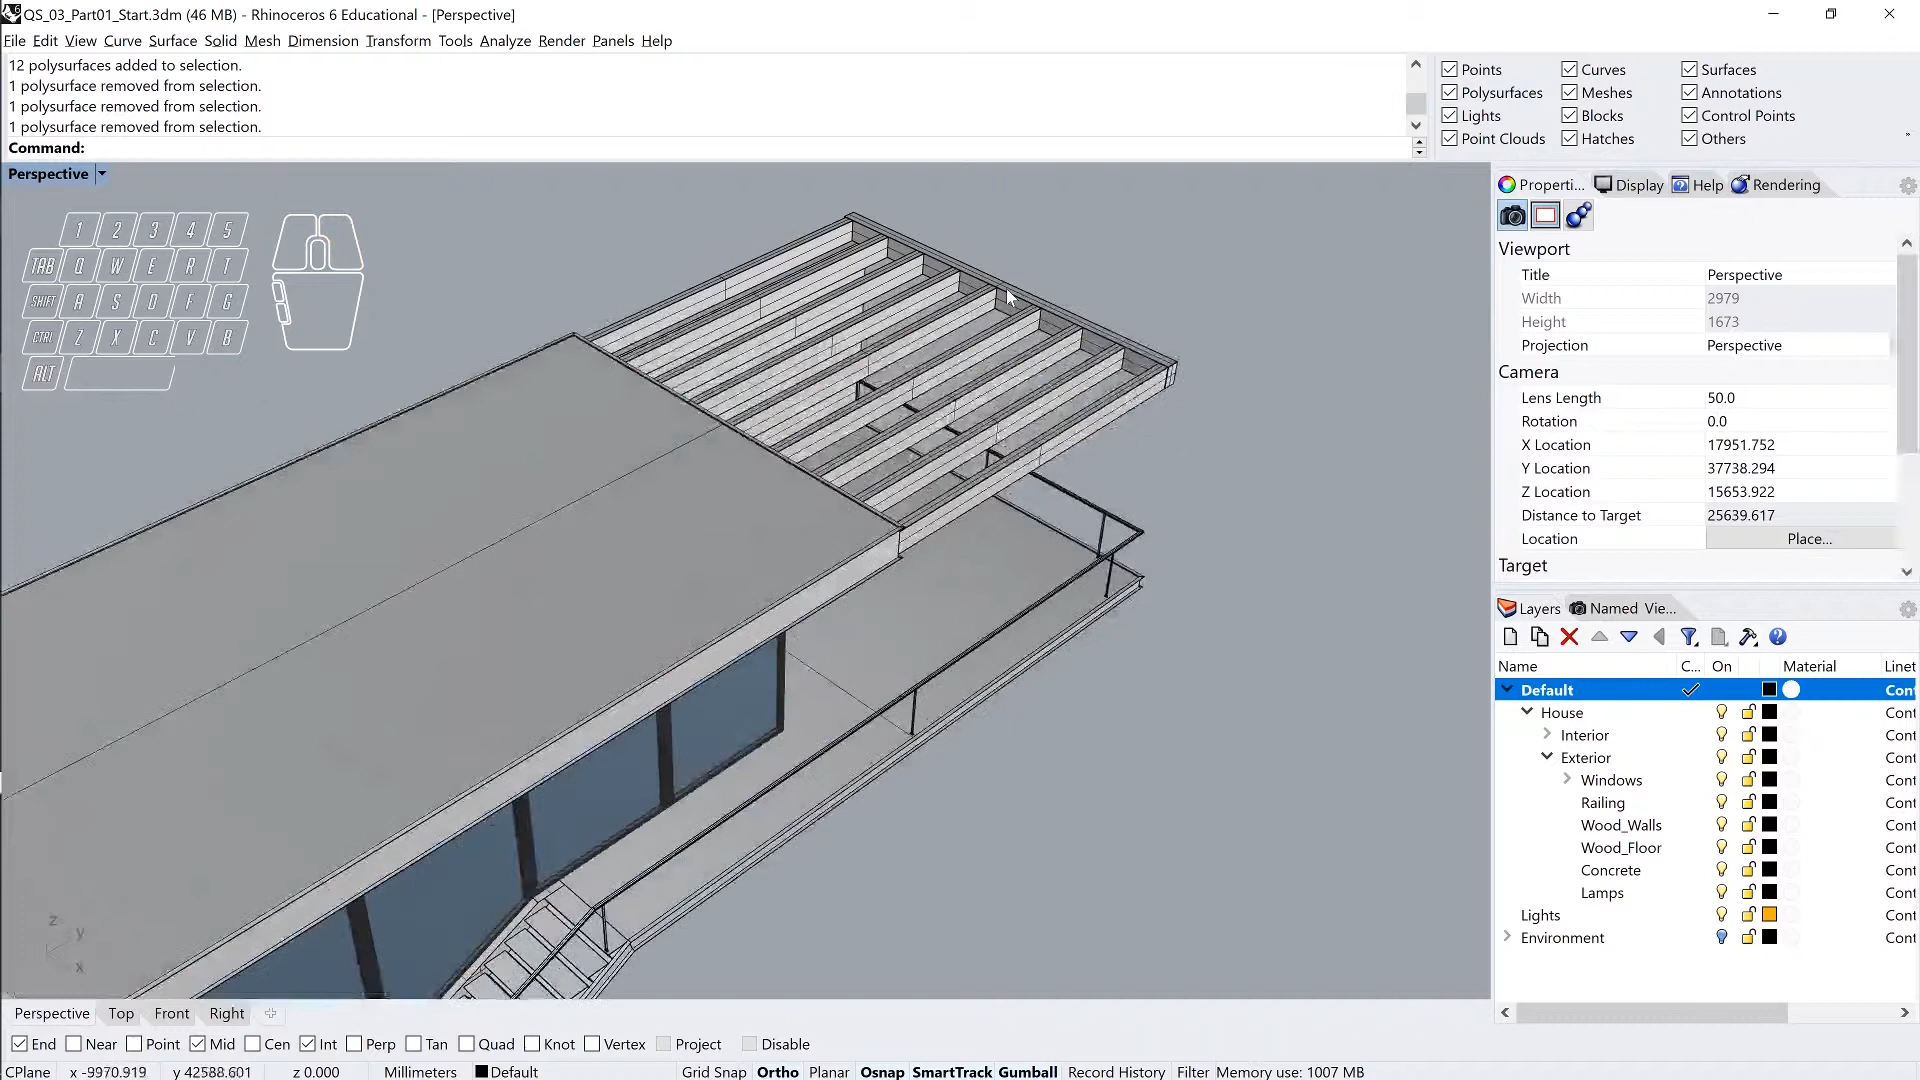 QS_03_Part01_Start.3dm (46 MB) - Rhinoceros 6 Educational - [Perspective]
File Edit View Curve Surface Solid Mesh Dimension Transform Tools Analyze Render Panels Help
12 polysurfaces added to selection.
1 polysurface removed from selection.
1 polysurface removed from selection.
1 polysurface removed from selection.
Command:
Points Curves Surfaces
Polysurfaces Meshes Annotations
Lights Blocks Control Points
Point Clouds Hatches Others
Perspective
1 2 3 4 5
TAB Q W E R T
SHIFT A S D F G
CTRL Z X C V B
ALT
z
y
x
Properti... Display Help Rendering
Viewport
Title Perspective
Width 2979
Height 1673
Projection Perspective
Camera
Lens Length 50.0
Rotation 0.0
X Location 17951.752
Y Location 37738.294
Z Location 15653.922
Distance to Target 25639.617
Location Place...
Target
Layers Named Vie...
Name C... On Material Linet
Default Cont
House Cont
Interior Cont
Exterior Cont
Windows Cont
Railing Cont
Wood_Walls Cont
Wood_Floor Cont
Concrete Cont
Lamps Cont
Lights Cont
Environment Cont
Perspective Top Front Right
End Near Point Mid Cen Int Perp Tan Quad Knot Vertex Project Disable
CPlane x -9970.919 y 42588.601 z 0.000 Millimeters Default Grid Snap Ortho Planar Osnap SmartTrack Gumball Record History Filter Memory use: 1007 MB